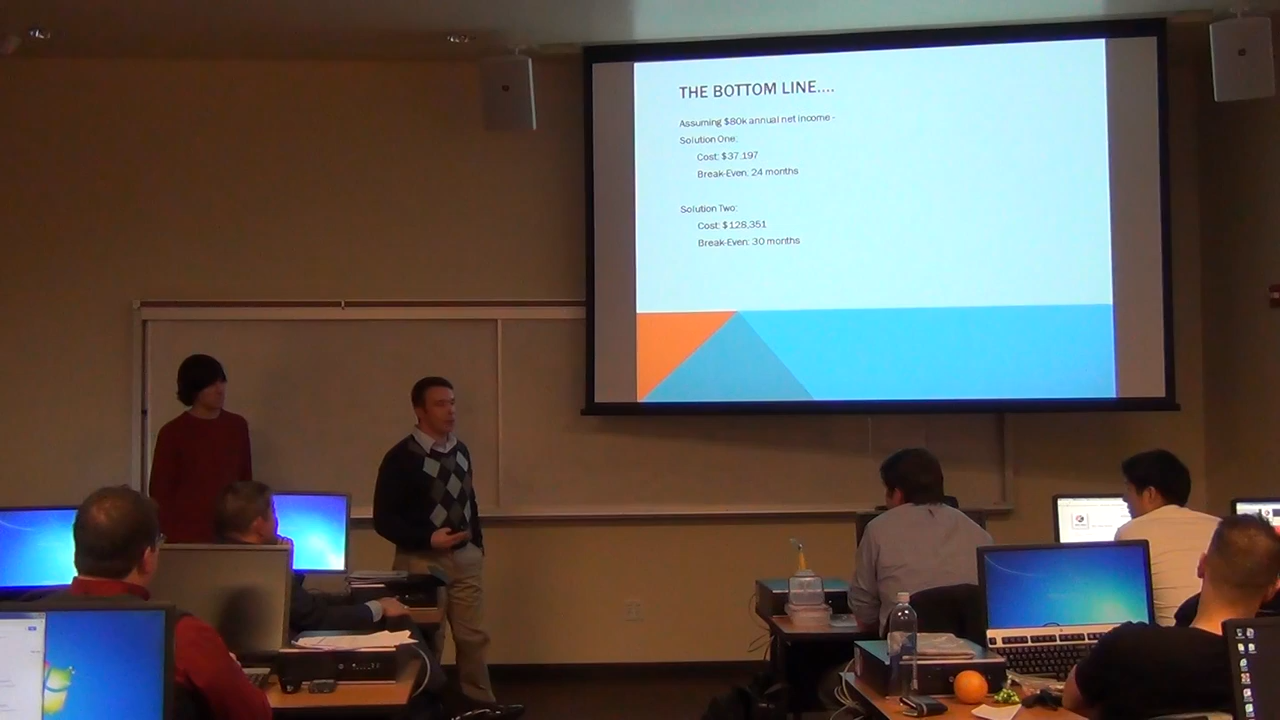 THE BOTTOM LINE....
Assuming $80k annual net income -
Solution One:
Cost: $37,197
Break-Even: 24 months
Solution Two:
Cost: $128,351
Break-Even: 30 months